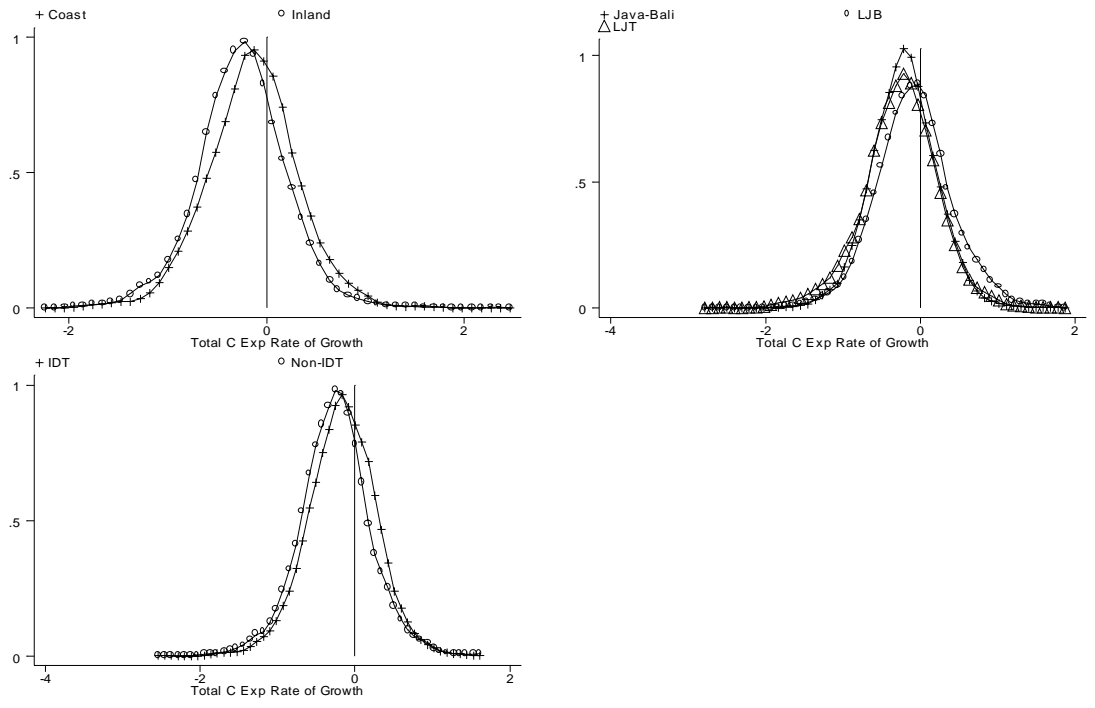 + Coast o Inland
1
.5
0
-2 0 2
Total C Exp Rate of Growth
+ Java-Bali o LJB
△ LJT
1
.5
0
-4 -2 0 2
Total C Exp Rate of Growth
+ IDT o Non-IDT
1
.5
0
-4 -2 0 2
Total C Exp Rate of Growth